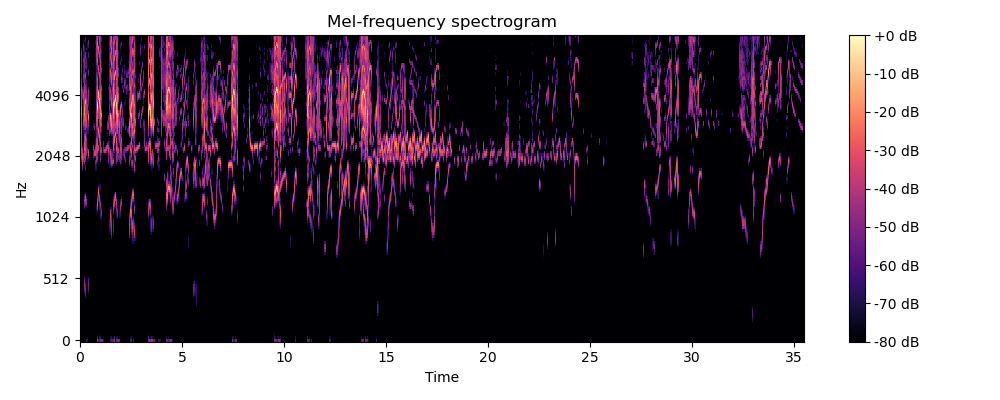 Mel-frequency spectrogram
Hz
4096
2048
1024
512
0
0 5 10 15 20 25 30 35
Time
+0 dB
-10 dB
-20 dB
-30 dB
-40 dB
-50 dB
-60 dB
-70 dB
-80 dB